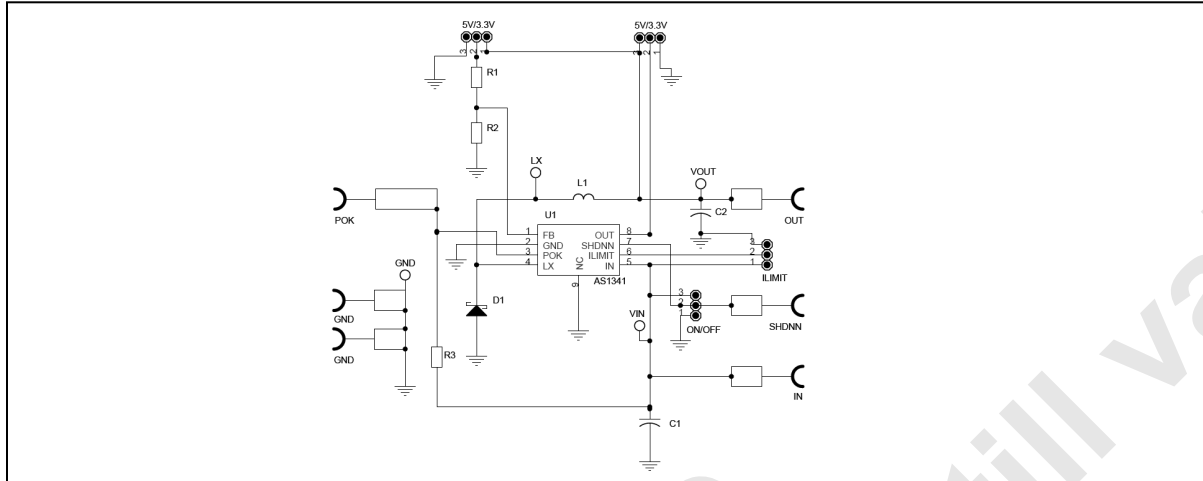 5V/3.3V
5V/3.3V
3 2 1
3 2 1
R1
R2
LX
L1
VOUT
POK
C2
OUT
U1
1 FB OUT 8
2 GND SHDNN 7
3 POK ILIMIT 6
4 LX IN 5
NC
9
AS1341
3
2
1
ILIMIT
GND
D1
3
2
1
ON/OFF
VIN
SHDNN
GND
GND
R3
IN
C1
till va